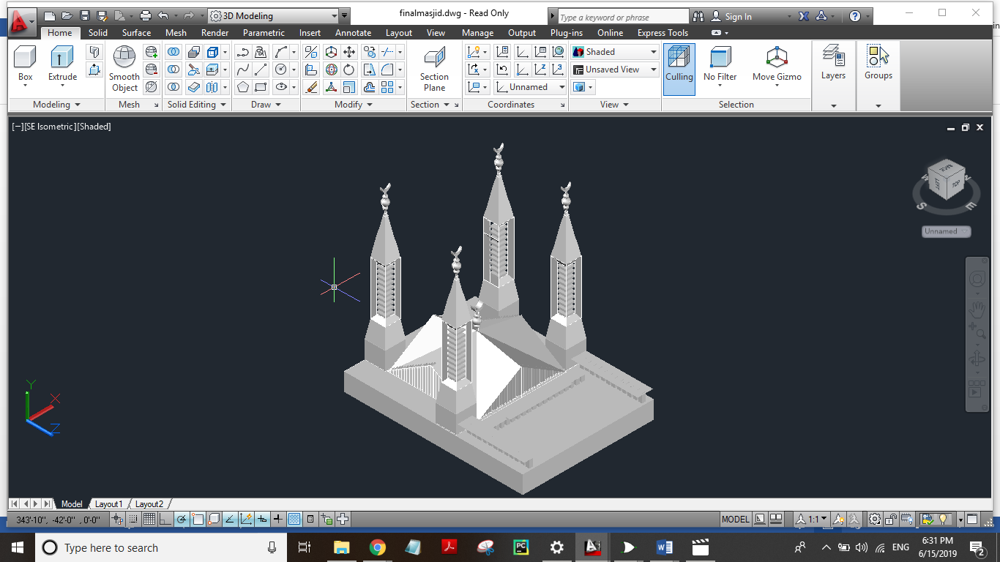 3D Modeling
finalmasjid.dwg - Read Only
Type a keyword or phrase
Sign In
Home Solid Surface Mesh Render Parametric Insert Annotate Layout View Manage Output Plug-ins Online Express Tools
Box
Extrude
Smooth
Object
Section
Plane
Shaded
Unsaved View
Unnamed
Culling
No Filter
Move Gizmo
Layers
Groups
Modeling
Mesh
Solid Editing
Draw
Modify
Section
Coordinates
View
Selection
[−][SE Isometric][Shaded]
TOP
N
S
E
Unnamed
Y
X
Z
Model Layout1 Layout2
343'-10", -42'-0" , 0'-0"
MODEL
1:1
Type here to search
PC
ENG
6:31 PM
6/15/2019
2